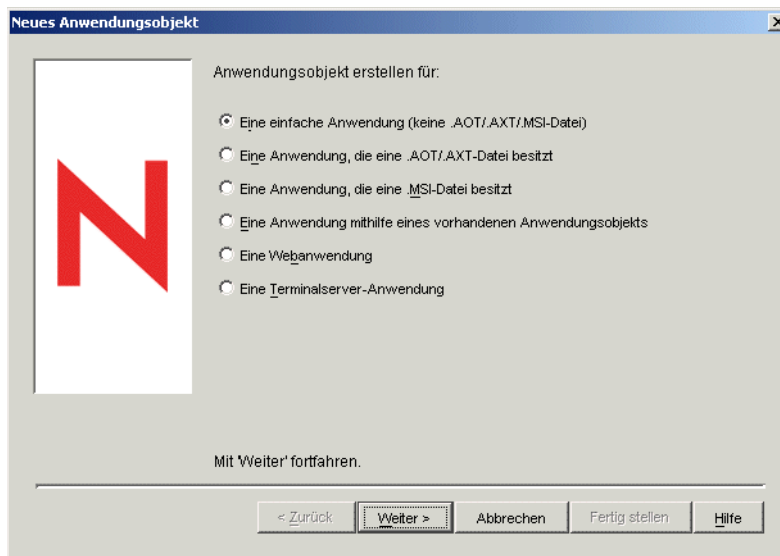 Neues Anwendungsobjekt
Anwendungsobjekt erstellen für:
Eine einfache Anwendung (keine .AOT/.AXT/.MSI-Datei)
Eine Anwendung, die eine .AOT/.AXT-Datei besitzt
Eine Anwendung, die eine .MSI-Datei besitzt
Eine Anwendung mithilfe eines vorhandenen Anwendungsobjekts
Eine Webanwendung
Eine Terminalserver-Anwendung
Mit 'Weiter' fortfahren.
< Zurück Weiter > Abbrechen Fertig stellen Hilfe